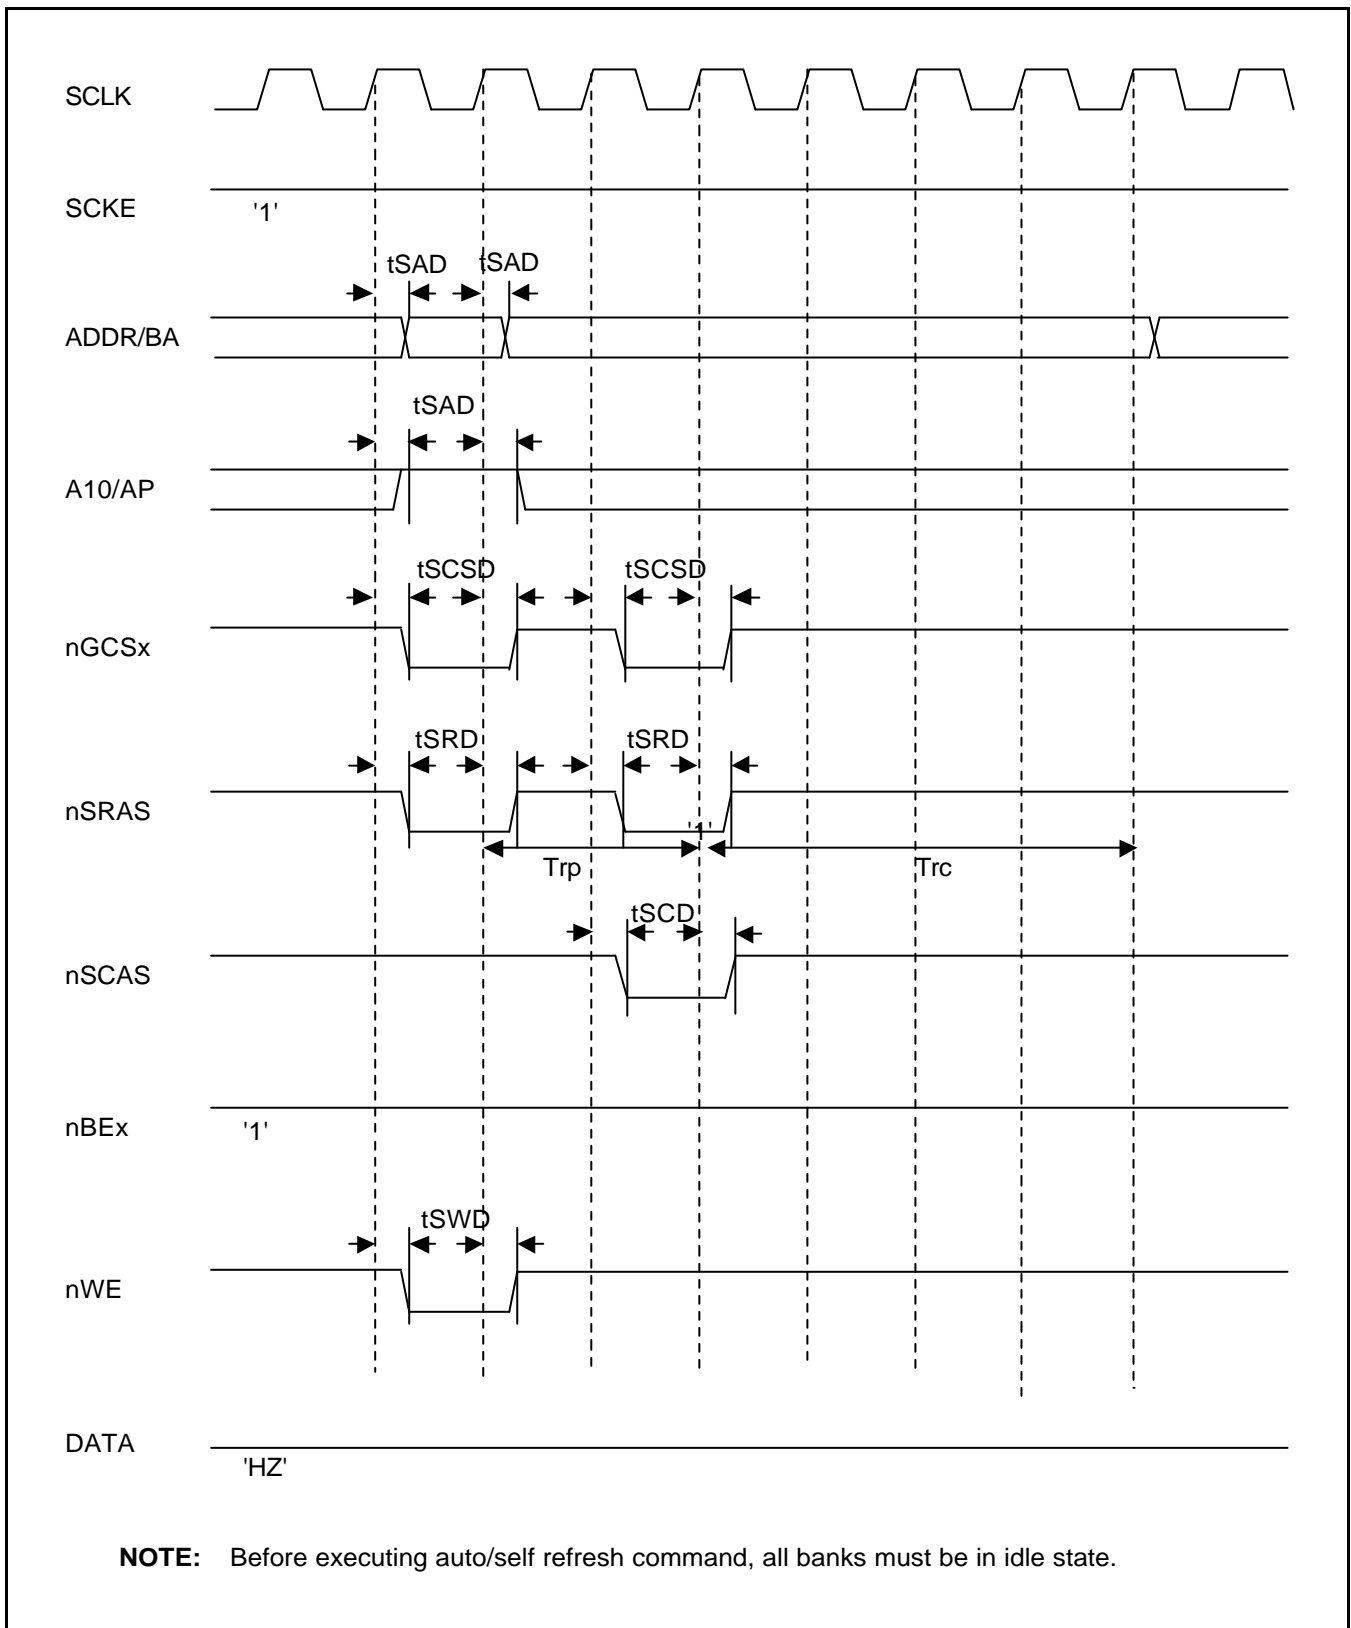 SCLK
SCKE
'1'
tSAD tSAD
ADDR/BA
tSAD
A10/AP
tSCSD tSCSD
nGCSx
tSRD tSRD
nSRAS
'1'
Trp Trc
tSCD
nSCAS
nBEx
'1'
tSWD
nWE
DATA
'HZ'
NOTE: Before executing auto/self refresh command, all banks must be in idle state.